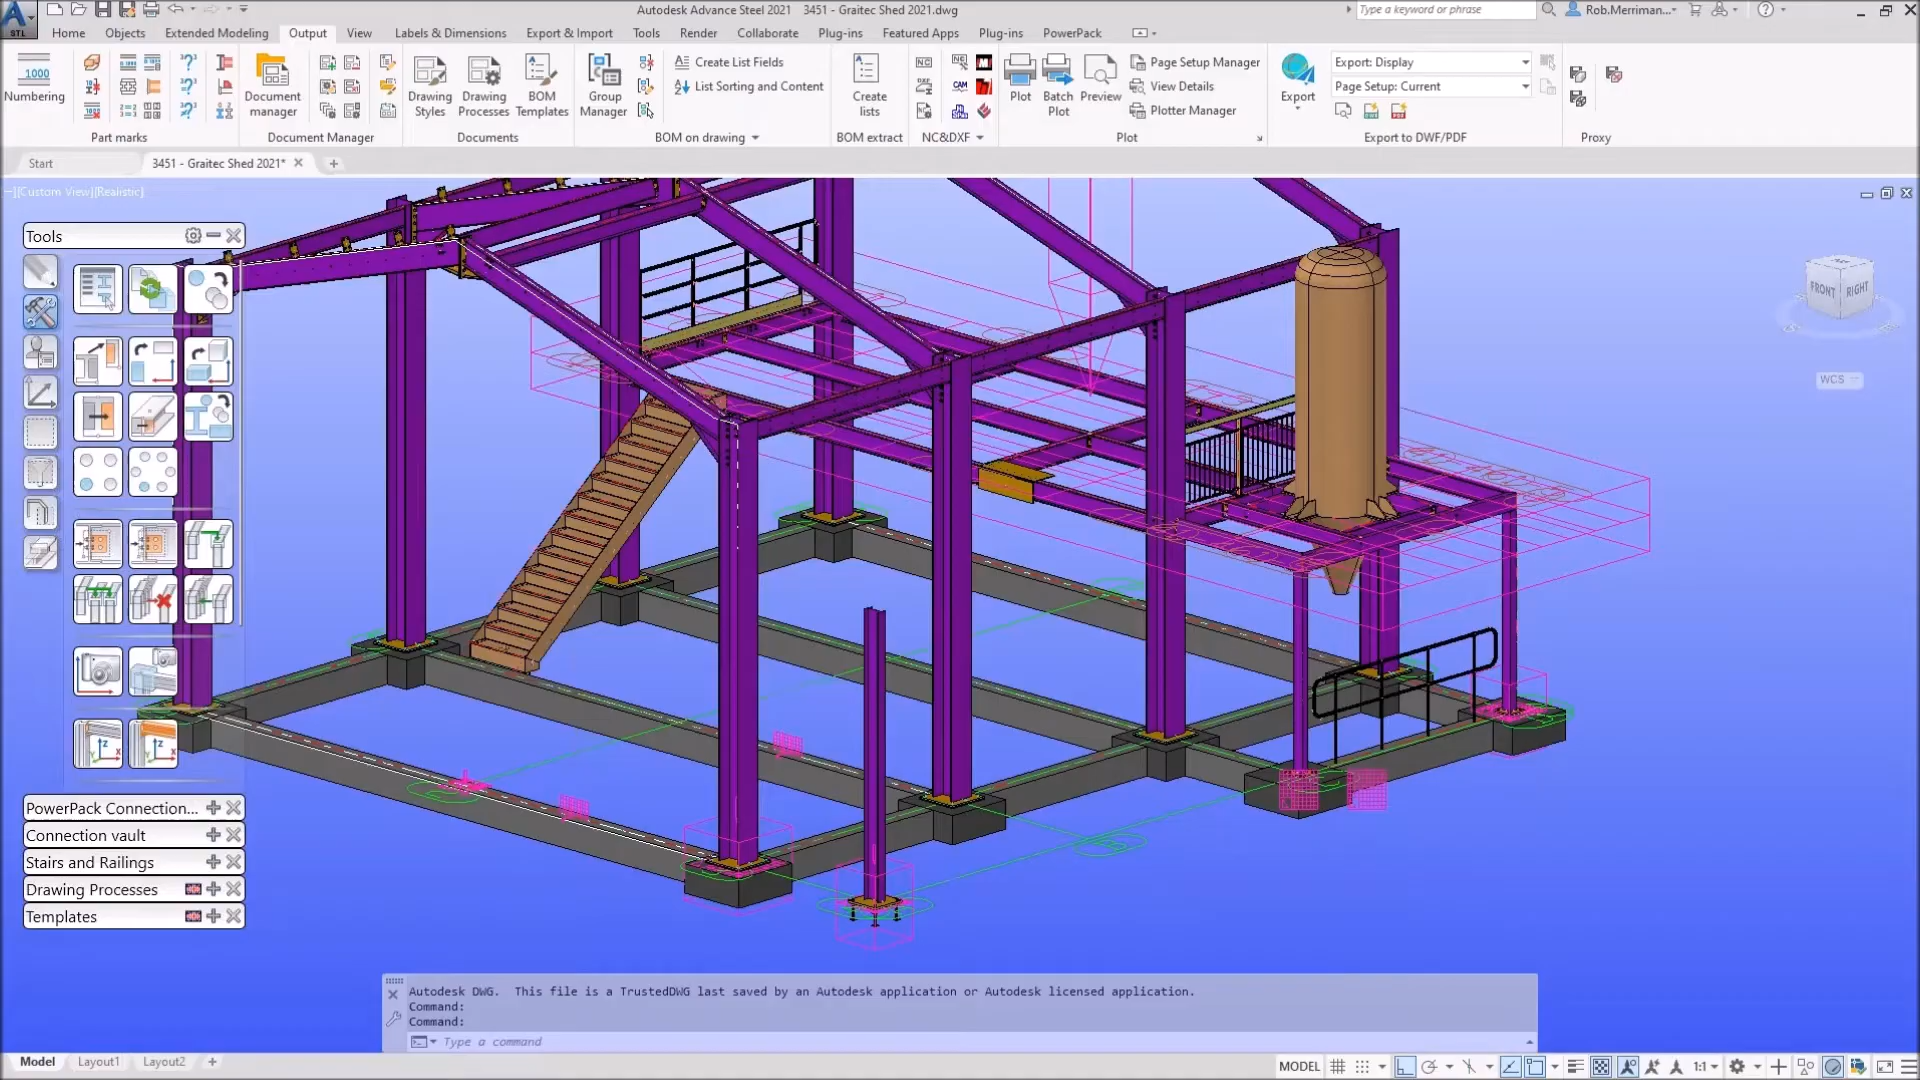 Autodesk Advance Steel 2021 3451 - Graitec Shed 2021.dwg
Type a keyword or phrase
Rob.Merriman...
STL
Home Objects Extended Modeling Output View Labels & Dimensions Export & Import Tools Render Collaborate Plug-ins Featured Apps Plug-ins PowerPack
1000
Numbering
Part marks
Document manager
Document Manager
Drawing Styles
Drawing Processes
BOM Templates
Documents
Group Manager
Create List Fields
List Sorting and Content
BOM on drawing
Create lists
BOM extract
NC
DXF
CAM
NC&DXF
Plot
Batch Plot
Preview
Page Setup Manager
View Details
Plotter Manager
Plot
Export
Export: Display
Page Setup: Current
Export to DWF/PDF
Proxy
Start
3451 - Graitec Shed 2021*
[Custom View][Realistic]
Tools
FRONT
RIGHT
WCS
PowerPack Connection...
Connection vault
Stairs and Railings
Drawing Processes
Templates
Autodesk DWG. This file is a TrustedDWG last saved by an Autodesk application or Autodesk licensed application.
Command:
Command:
Type a command
Model Layout1 Layout2
MODEL
1:1